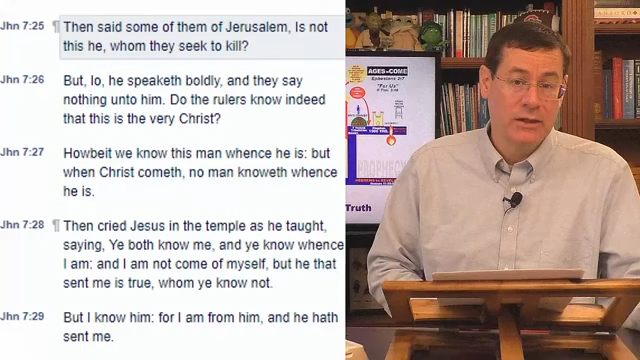 Jhn 7:25 ¶ Then said some of them of Jerusalem, Is not
this he, whom they seek to kill?
Jhn 7:26 But, lo, he speaketh boldly, and they say
nothing unto him. Do the rulers know indeed
that this is the very Christ?
Jhn 7:27 Howbeit we know this man whence he is: but
when Christ cometh, no man knoweth whence
he is.
Jhn 7:28 ¶ Then cried Jesus in the temple as he taught,
saying, Ye both know me, and ye know whence
I am: and I am not come of myself, but he that
sent me is true, whom ye know not.
Jhn 7:29 But I know him: for I am from him, and he hath
sent me.
AGES to COME
Ephesians 2:7
"For Us"
PROPHECY
Truth